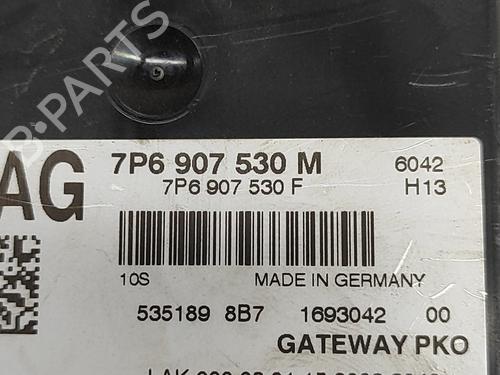 B-PARTS
AG
7P6 907 530 M 6042
7P6 907 530 F H13
10S MADE IN GERMANY
535189 8B7 1693042 00
GATEWAY PKO